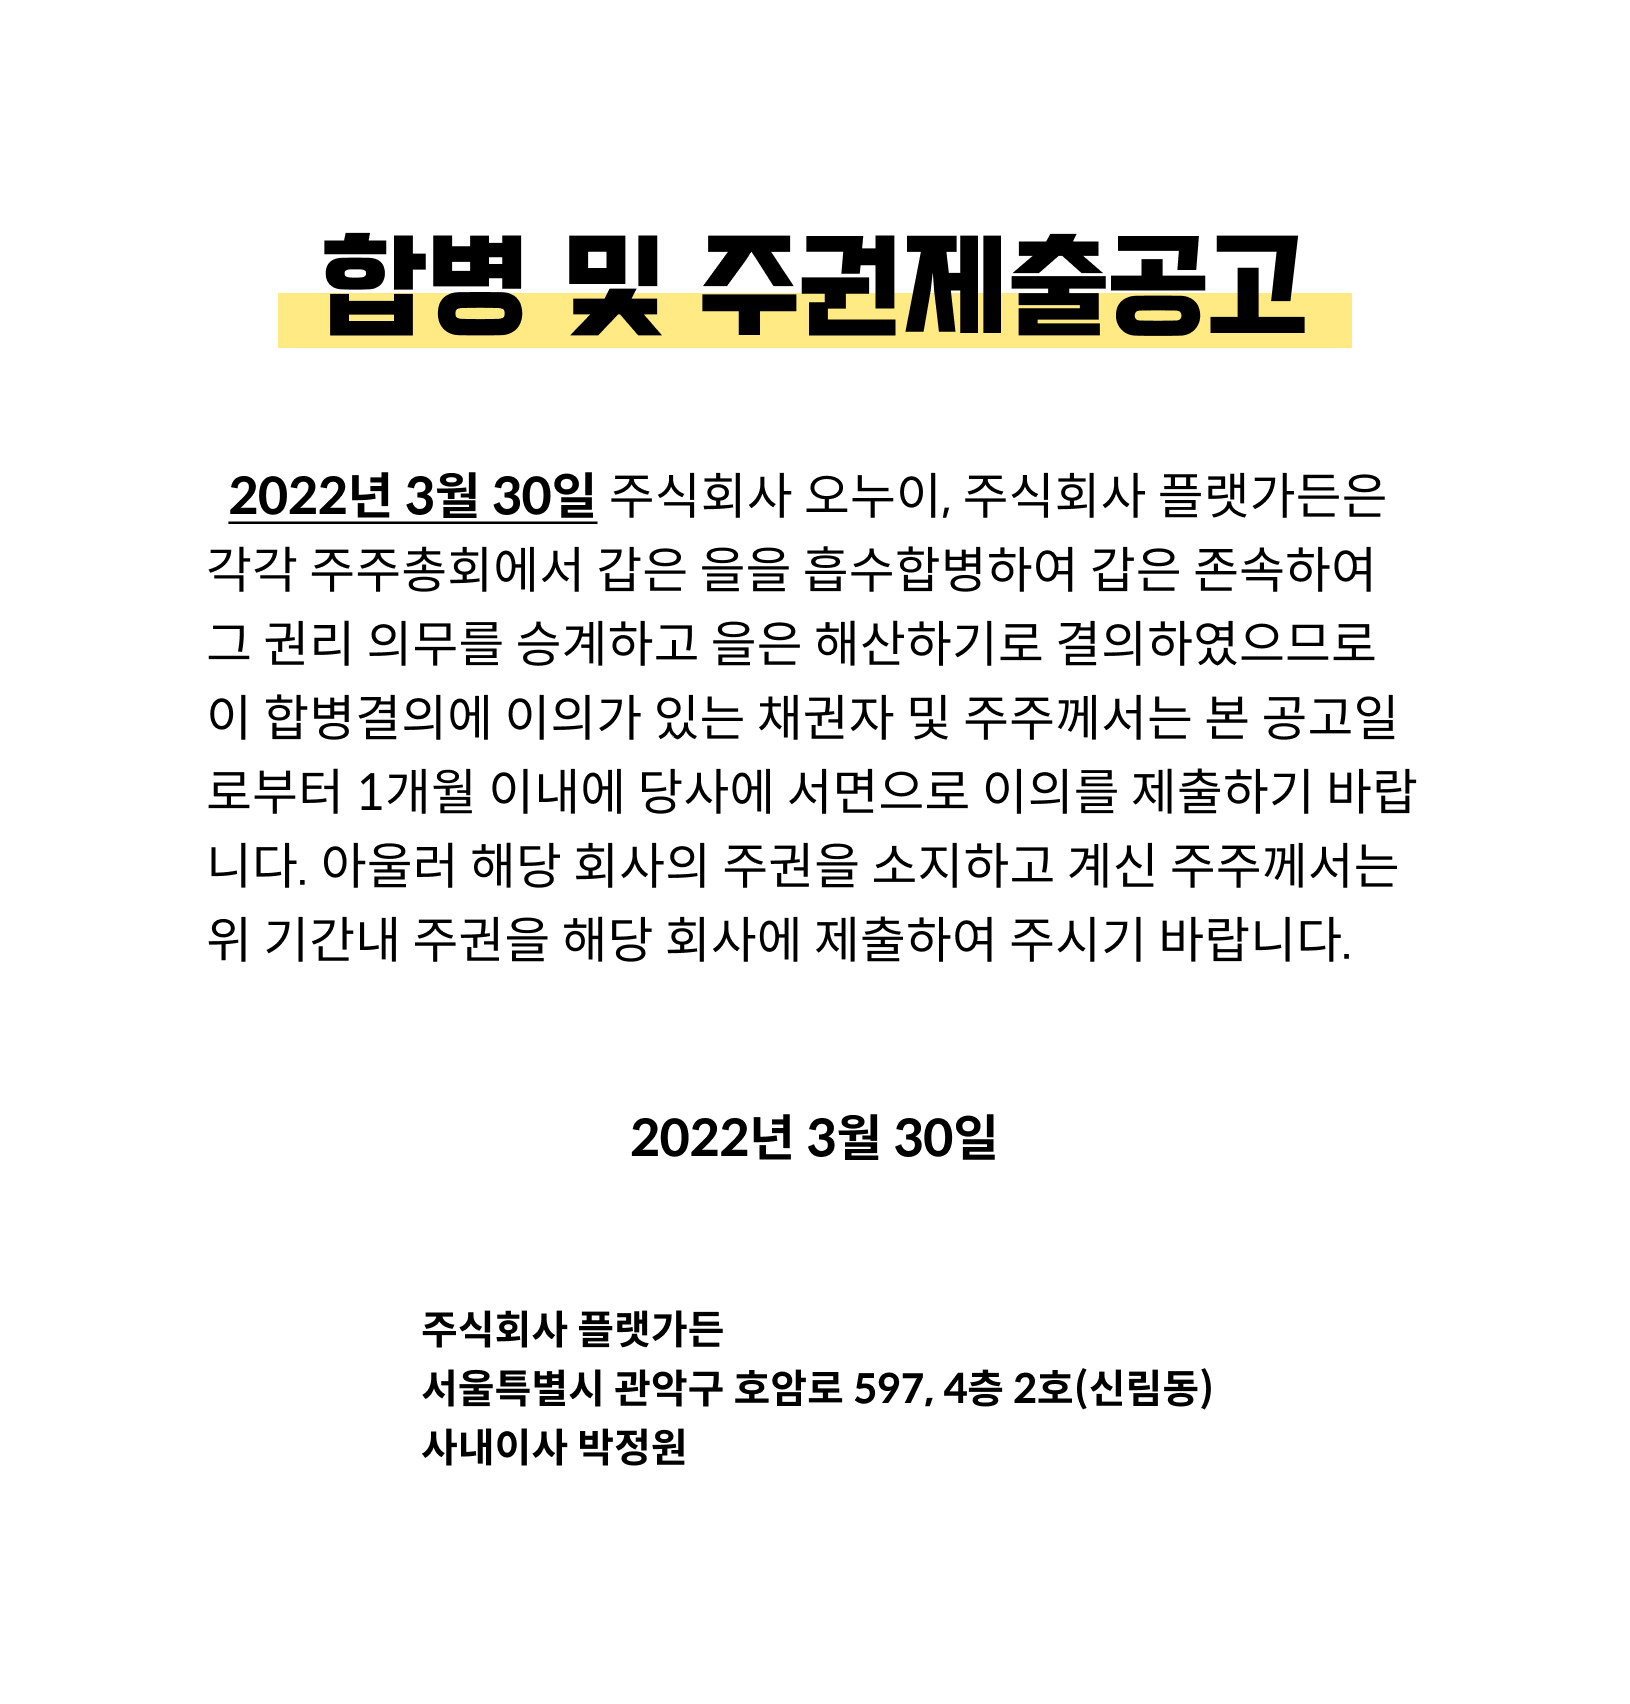 합병 및 주권제출공고
2022년 3월 30일 주식회사 오누이, 주식회사 플랫가든은
각각 주주총회에서 갑은 을을 흡수합병하여 갑은 존속하여
그 권리 의무를 승계하고 을은 해산하기로 결의하였으므로
이 합병결의에 이의가 있는 채권자 및 주주께서는 본 공고일
로부터 1개월 이내에 당사에 서면으로 이의를 제출하기 바랍
니다. 아울러 해당 회사의 주권을 소지하고 계신 주주께서는
위 기간내 주권을 해당 회사에 제출하여 주시기 바랍니다.
2022년 3월 30일
주식회사 플랫가든
서울특별시 관악구 호암로 597, 4층 2호(신림동)
사내이사 박정원